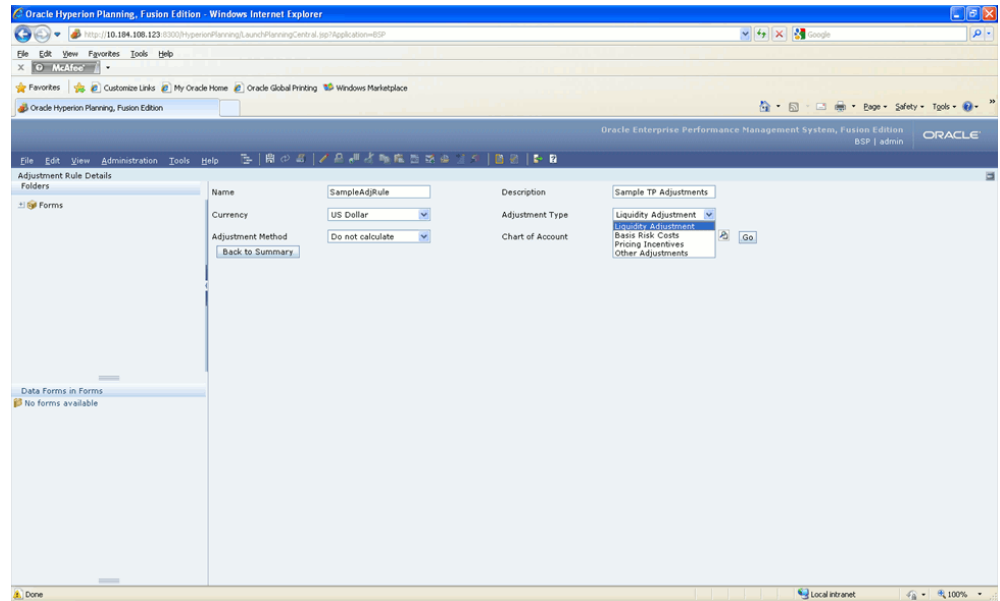 Oracle Hyperion Planning, Fusion Edition - Windows Internet Explorer
http://10.184.108.123:8300/HyperionPlanning/LaunchPlanningCentral.jsp?Application=BSP
Google
File Edit View Favorites Tools Help
X McAfee
Favorites Customize Links My Oracle Home Oracle Global Printing Windows Marketplace
Oracle Hyperion Planning, Fusion Edition
Page Safety Tools
Oracle Enterprise Performance Management System, Fusion Edition
BSP | admin
ORACLE
File Edit View Administration Tools Help
Adjustment Rule Details
Folders
Forms
Name SampleAdjRule Description Sample TP Adjustments
Currency US Dollar Adjustment Type Liquidity Adjustment
Liquidity Adjustment
Adjustment Method Do not calculate Chart of Account Basis Risk Costs Go
Pricing Incentives
Back to Summary Other Adjustments
Data Forms in Forms
No forms available
Done Local intranet 100%